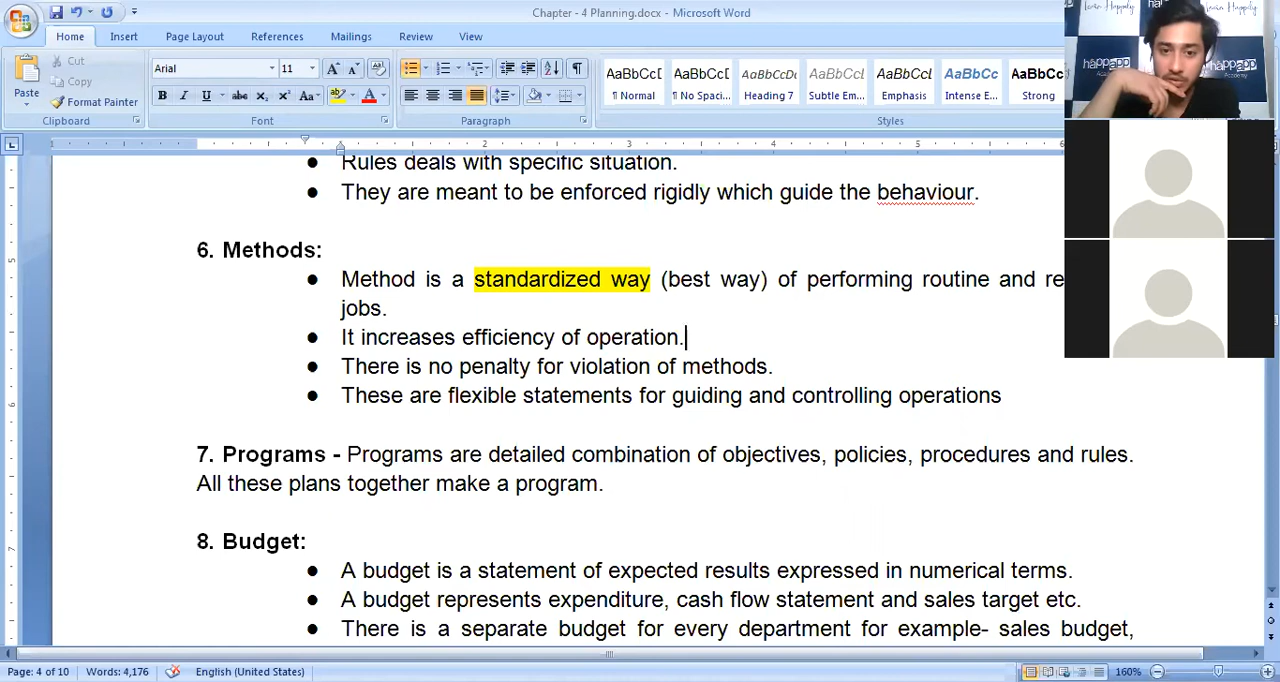 Chapter - 4 Planning.docx - Microsoft Word
Home Insert Page Layout References Mailings Review View
Cut
Copy
Paste
Format Painter
Clipboard
Arial 11
Font
Paragraph
AaBbCc[ AaBbCc[ AaBbCcDc AaBbCc[ AaBbCcL AaBbCc AaBbCc
¶ Normal ¶ No Spaci... Heading 7 Subtle Em... Emphasis Intense E... Strong
Styles
happapp Academy
Rules deals with specific situation.
They are meant to be enforced rigidly which guide the behaviour.
6. Methods:
Method is a standardized way (best way) of performing routine and
jobs.
It increases efficiency of operation.
There is no penalty for violation of methods.
These are flexible statements for guiding and controlling operations
7. Programs - Programs are detailed combination of objectives, policies, procedures and rules.
All these plans together make a program.
8. Budget:
A budget is a statement of expected results expressed in numerical terms.
A budget represents expenditure, cash flow statement and sales target etc.
There is a separate budget for every department for example- sales budget,
Page: 4 of 10 Words: 4,176 English (United States) 160%